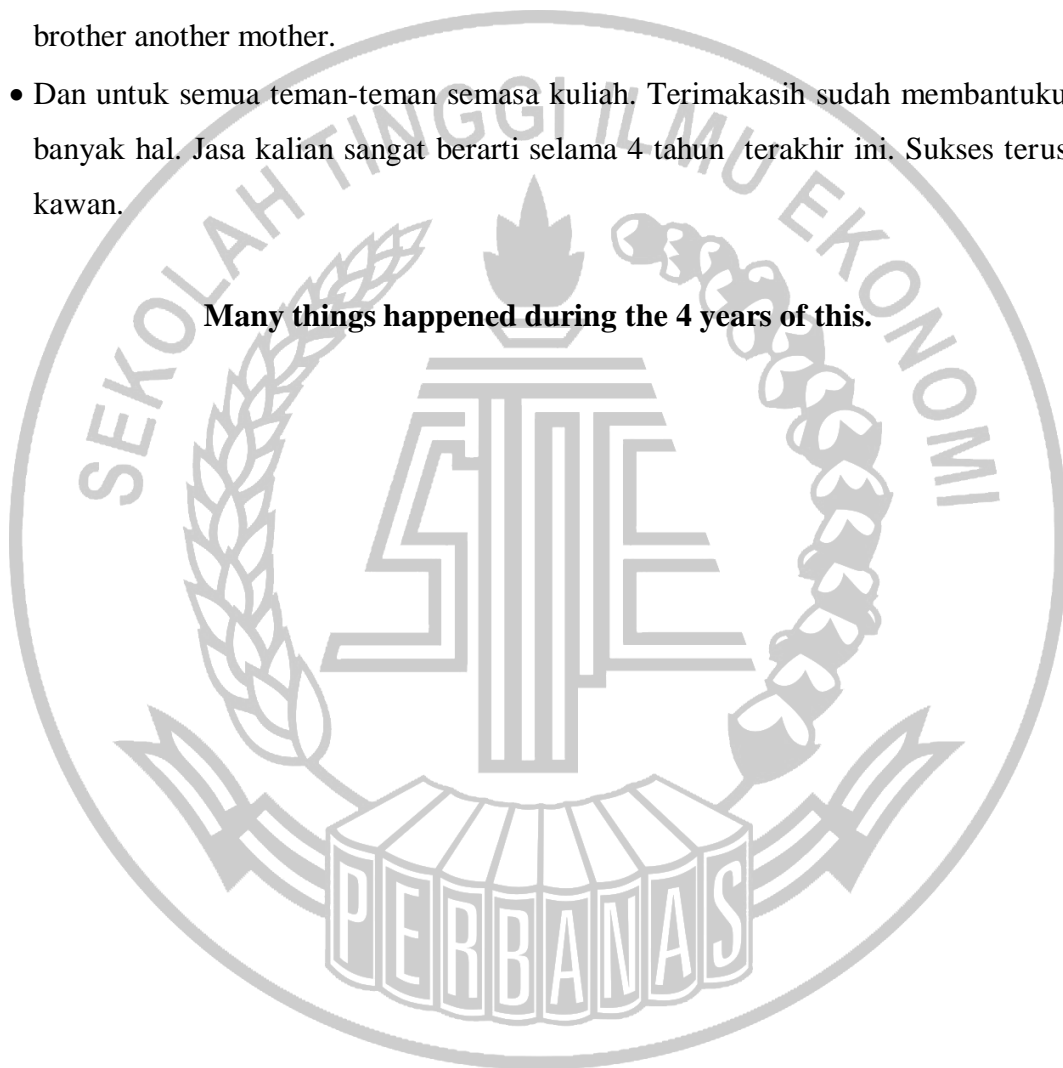 brother another mother.
• Dan untuk semua teman-teman semasa kuliah. Terimakasih sudah membantuku
banyak hal. Jasa kalian sangat berarti selama 4 tahun terakhir ini. Sukses terus
kawan.
Many things happened during the 4 years of this.
SEKOLAH TINGGI ILMU EKONOMI
STIE
PERBANAS